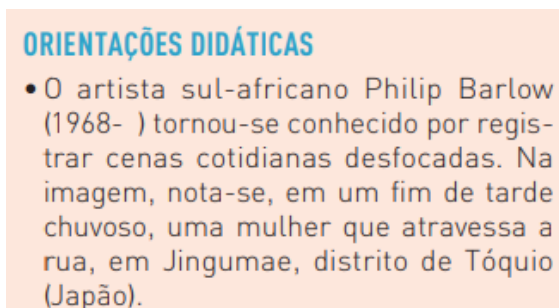 ORIENTAÇÕES DIDÁTICAS
• O artista sul-africano Philip Barlow
(1968- ) tornou-se conhecido por regis-
trar cenas cotidianas desfocadas. Na
imagem, nota-se, em um fim de tarde
chuvoso, uma mulher que atravessa a
rua, em Jingumae, distrito de Tóquio
(Japão).